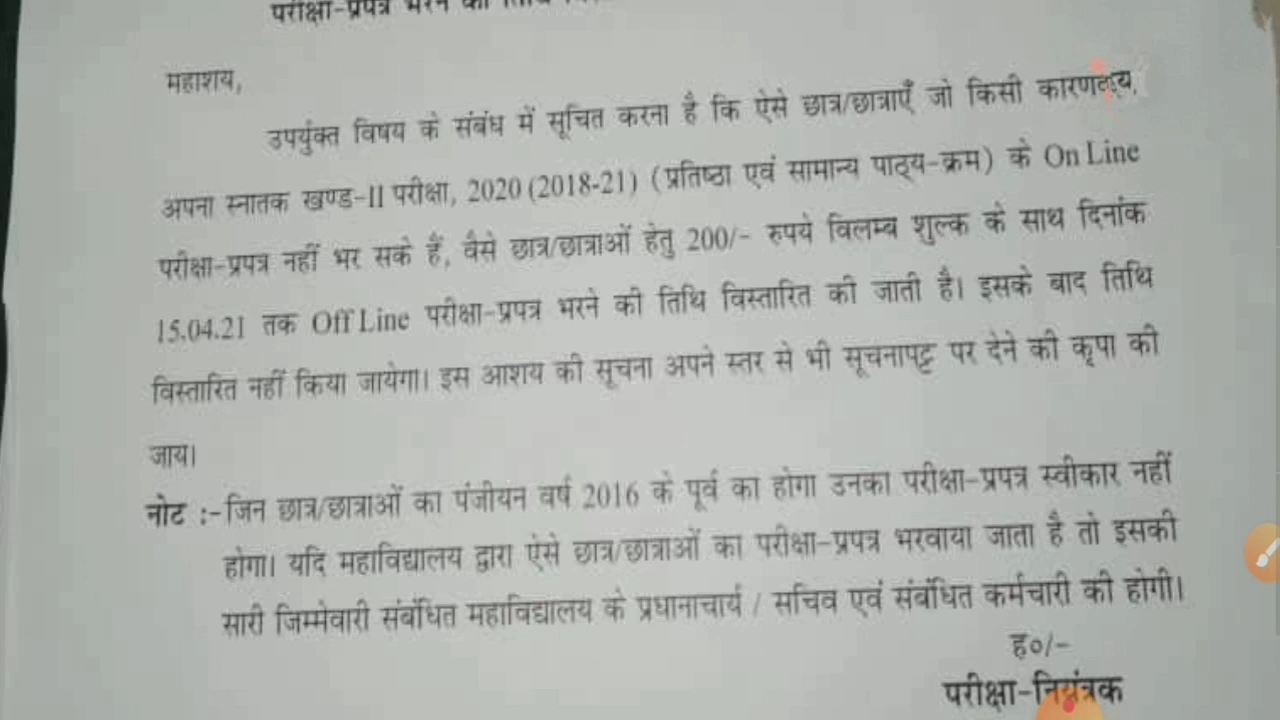 परीक्षा-प्रपत्र भरने की तिथि
महाशय,
उपर्युक्त विषय के संबंध में सूचित करना है कि ऐसे छात्र/छात्राएँ जो किसी
अपना स्नातक खण्ड-II परीक्षा, 2020 (2018-21) (प्रतिष्ठा एवं सामान्य पाठ्य-क्रम) के On Line
परीक्षा-प्रपत्र नहीं भर सके हैं, वैसे छात्र/छात्राओं हेतु 200/- रुपये विलम्ब शुल्क के साथ दिनांक
15.04.21 तक Off Line परीक्षा-प्रपत्र भरने की तिथि विस्तारित की जाती है। इसके बाद तिथि
विस्तारित नहीं किया जायेगा। इस आशय की सूचना अपने स्तर से भी सूचनापट्ट पर देने की कृपा की
जाय।
नोट :- जिन छात्र/छात्राओं का पंजीयन वर्ष 2016 के पूर्व का होगा उनका परीक्षा-प्रपत्र स्वीकार नहीं
होगा। यदि महाविद्यालय द्वारा ऐसे छात्र/छात्राओं का परीक्षा-प्रपत्र भरवाया जाता है तो इसकी
सारी जिम्मेवारी संबंधित महाविद्यालय के प्रधानाचार्य / सचिव एवं संबंधित कर्मचारी की होगी।
ह०/-
परीक्षा-नियंत्रक